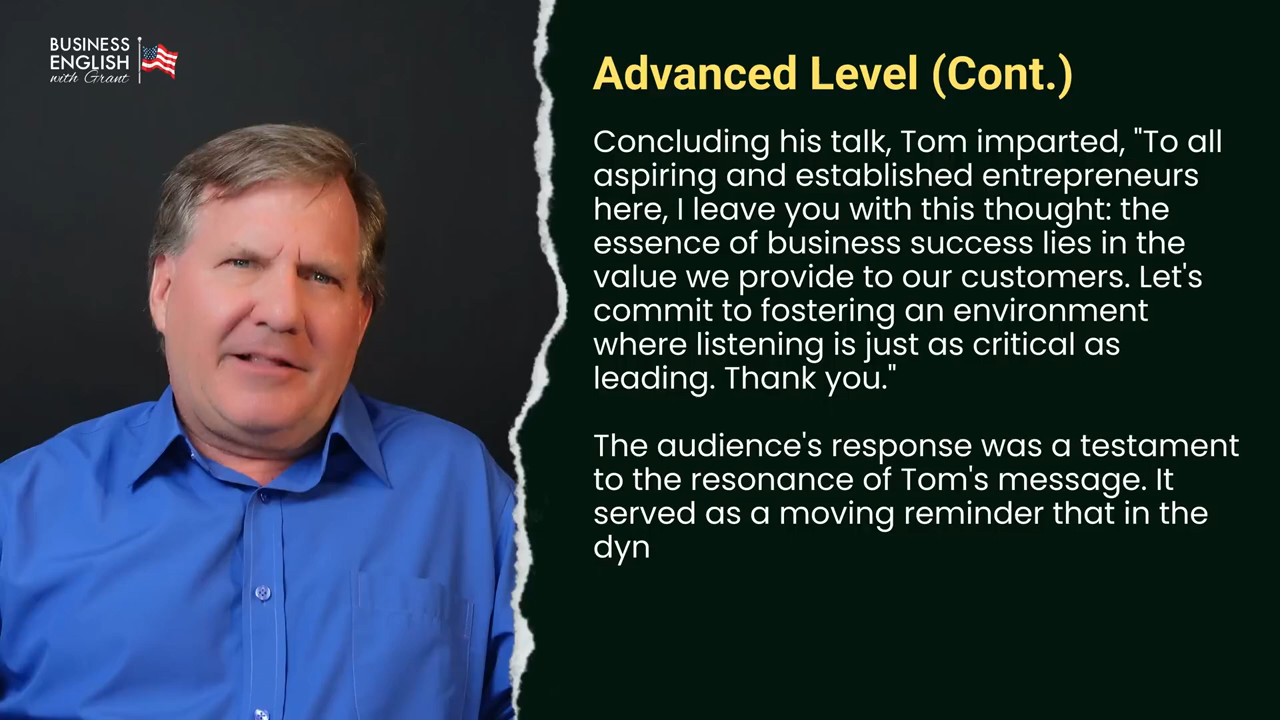 BUSINESS
ENGLISH
with Grant
Advanced Level (Cont.)
Concluding his talk, Tom imparted, "To all
aspiring and established entrepreneurs
here, I leave you with this thought: the
essence of business success lies in the
value we provide to our customers. Let's
commit to fostering an environment
where listening is just as critical as
leading. Thank you."
The audience's response was a testament
to the resonance of Tom's message. It
served as a moving reminder that in the
dyn